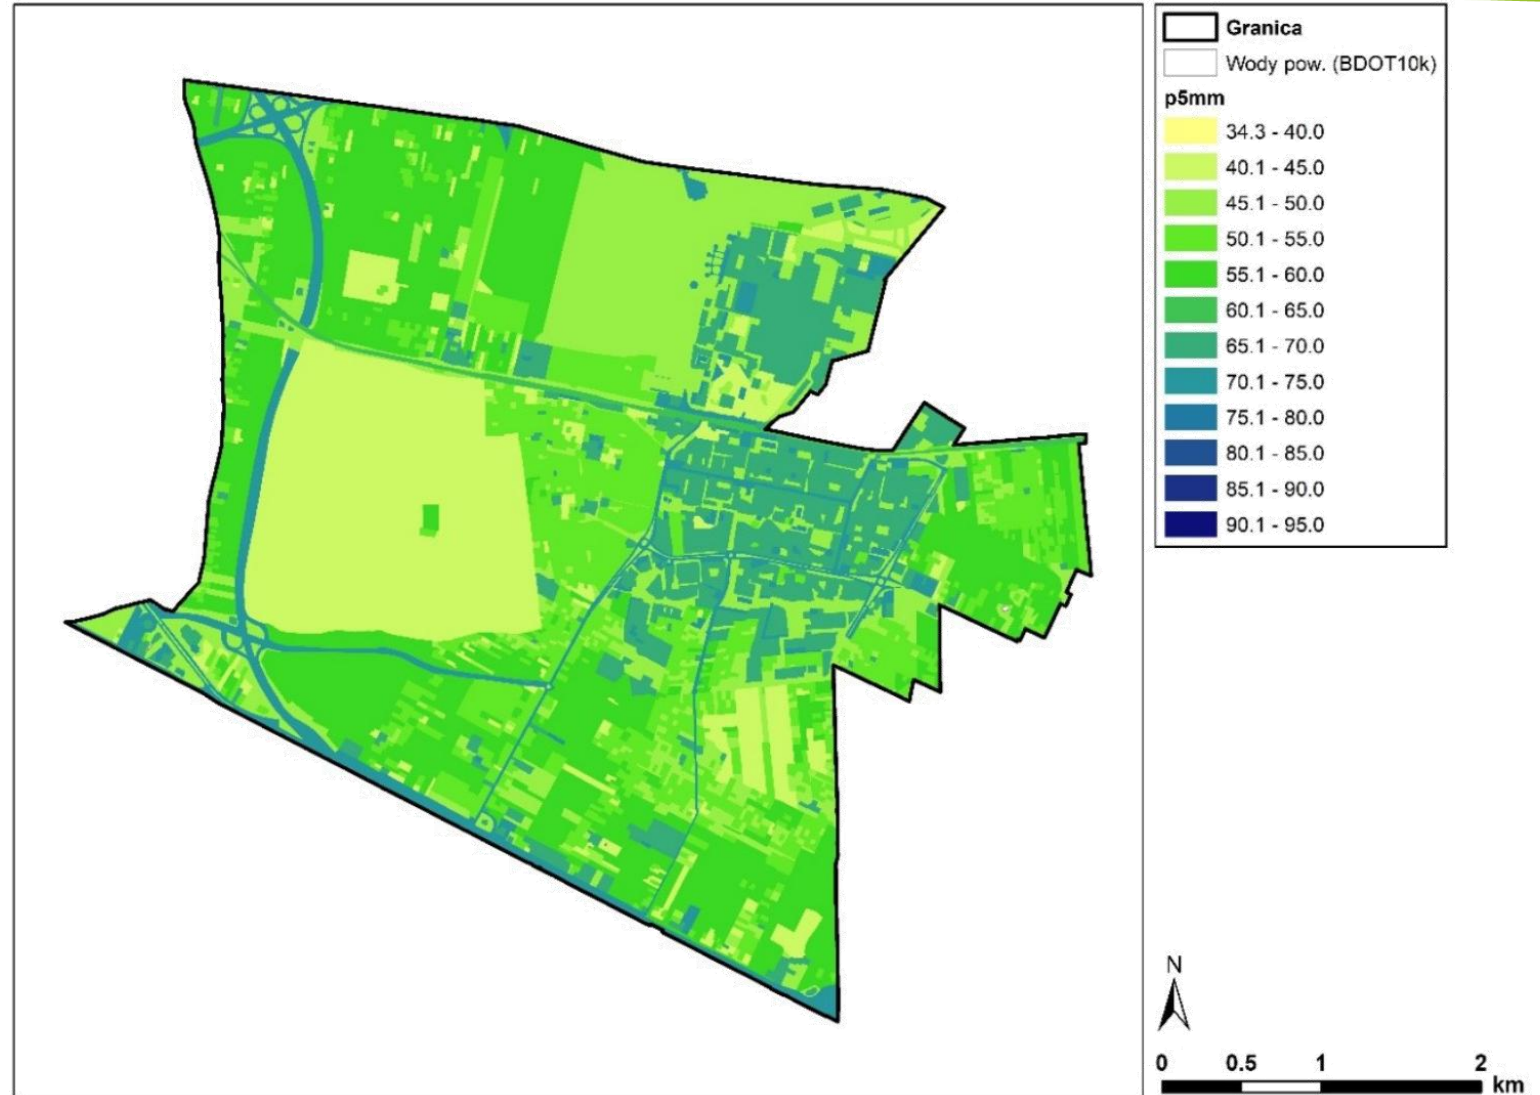 Granica
Wody pow. (BDOT10k)
p5mm
34.3 - 40.0
40.1 - 45.0
45.1 - 50.0
50.1 - 55.0
55.1 - 60.0
60.1 - 65.0
65.1 - 70.0
70.1 - 75.0
75.1 - 80.0
80.1 - 85.0
85.1 - 90.0
90.1 - 95.0
N
0 0.5 1 2
km